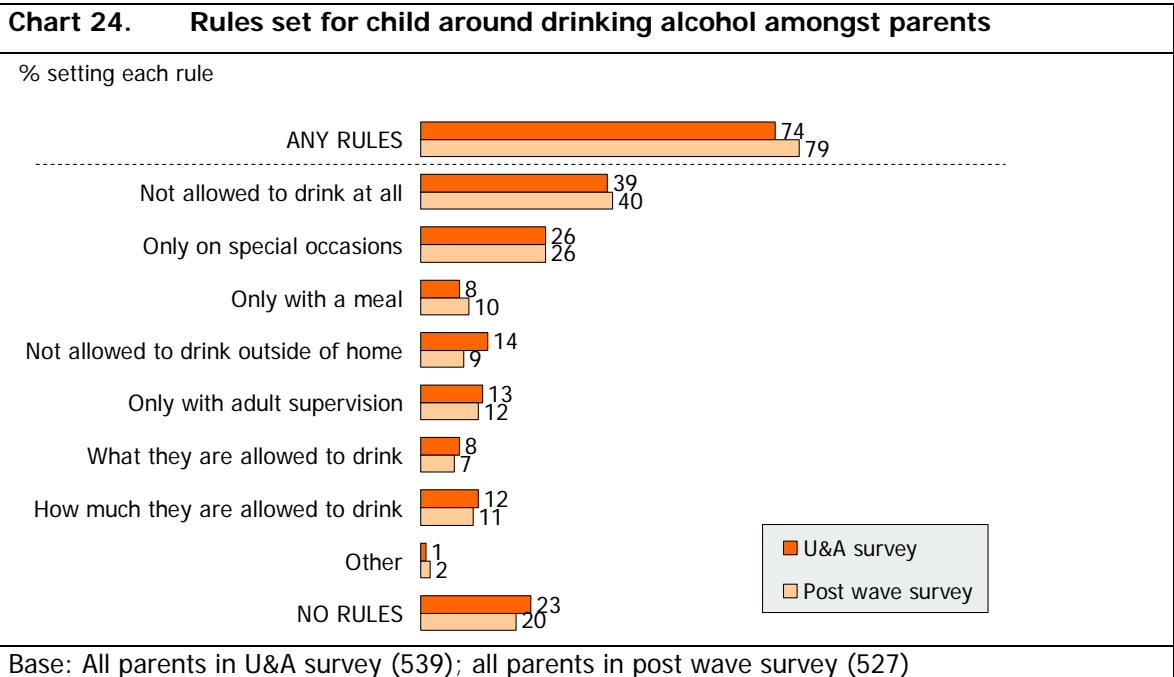 Chart 24. Rules set for child around drinking alcohol amongst parents
% setting each rule
ANY RULES 74
79
Not allowed to drink at all 39
40
Only on special occasions 26
26
Only with a meal 8
10
Not allowed to drink outside of home 14
9
Only with adult supervision 13
12
What they are allowed to drink 8
7
How much they are allowed to drink 12
11
Other 1
2
NO RULES 23
20
U&A survey
Post wave survey
Base: All parents in U&A survey (539); all parents in post wave survey (527)